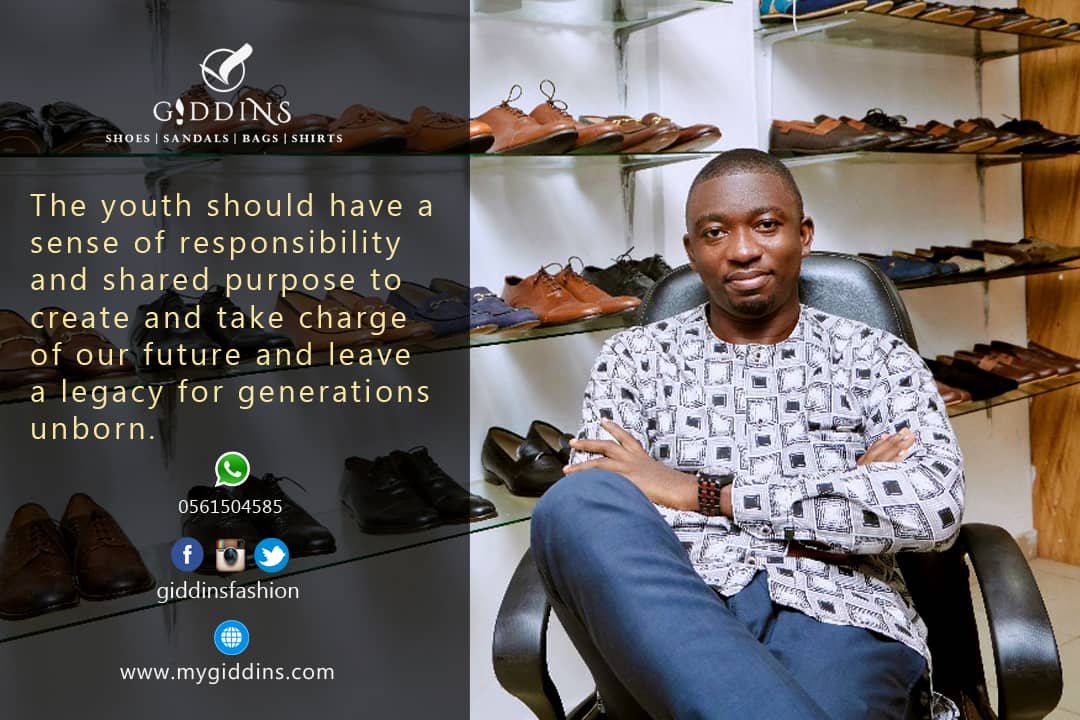 GIDDINS
SHOES | SANDALS | BAGS | SHIRTS
The youth should have a
sense of responsibility
and shared purpose to
create and take charge
of our future and leave
a legacy for generations
unborn.
0561504585
giddinsfashion
www.mygiddins.com